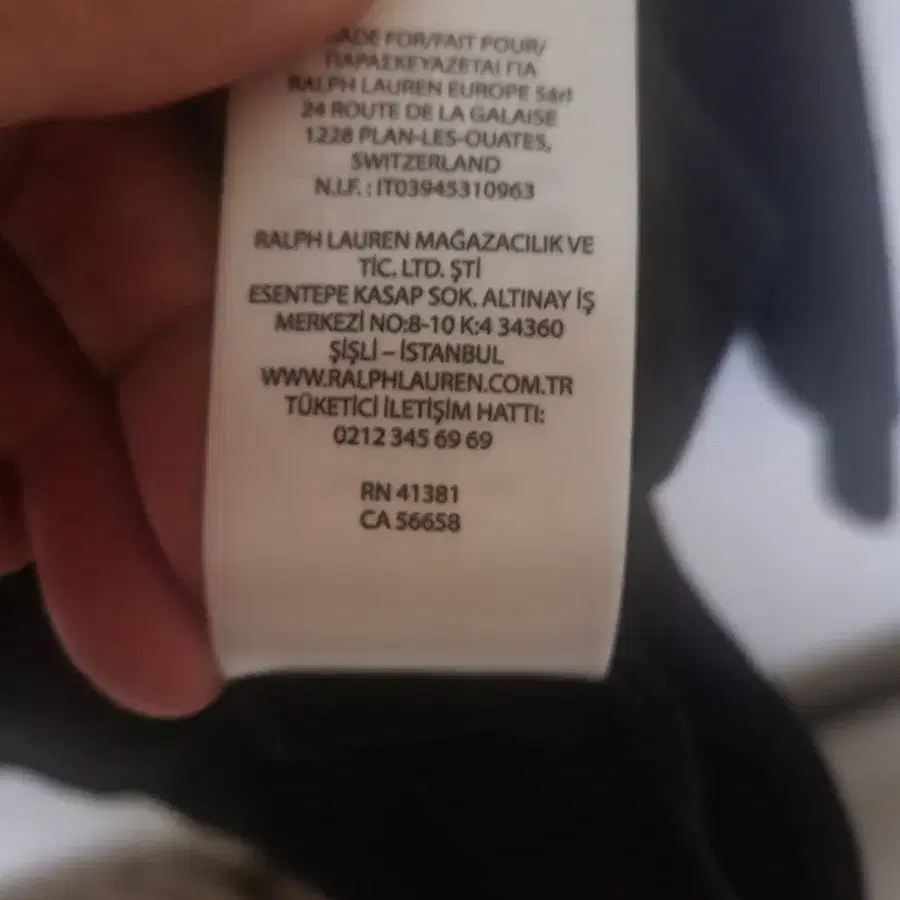 MADE FOR/FAIT POUR/
ΠΑΡΑΣΚΕΥΑΖΕΤΑΙ ΓΙΑ
RALPH LAUREN EUROPE Sàrl
24 ROUTE DE LA GALAISE
1228 PLAN-LES-OUATES,
SWITZERLAND
N.I.F. : IT03945310963
RALPH LAUREN MAĞAZACILIK VE
TİC. LTD. ŞTİ
ESENTEPE KASAP SOK. ALTINAY İŞ
MERKEZİ NO:8-10 K:4 34360
ŞİŞLİ – İSTANBUL
WWW.RALPHLAUREN.COM.TR
TÜKETİCİ İLETİŞİM HATTI:
0212 345 69 69
RN 41381
CA 56658